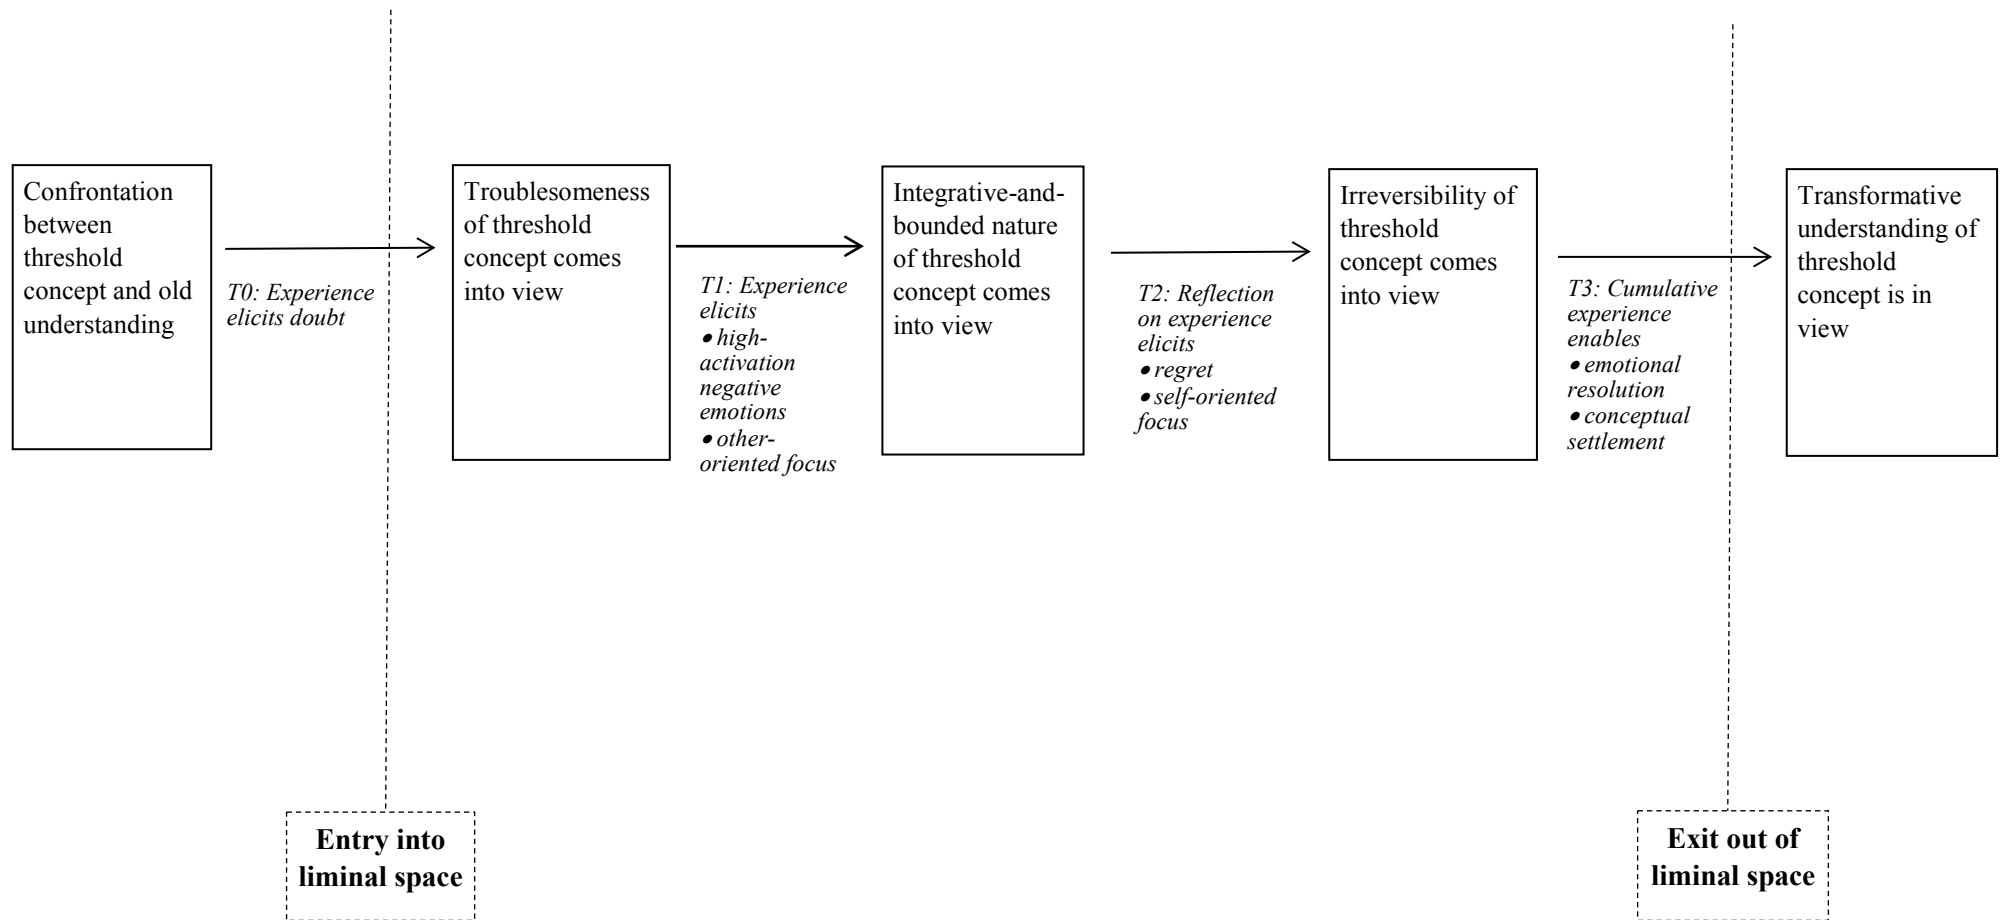 Confrontation
between
threshold
concept and old
understanding
T0: Experience
elicits doubt
Troublesomeness
of threshold
concept comes
into view
T1: Experience
elicits
● high-
activation
negative
emotions
● other-
oriented focus
Integrative-and-
bounded nature
of threshold
concept comes
into view
T2: Reflection
on experience
elicits
● regret
● self-oriented
focus
Irreversibility of
threshold
concept comes
into view
T3: Cumulative
experience
enables
● emotional
resolution
● conceptual
settlement
Transformative
understanding of
threshold
concept is in
view
Entry into
liminal space
Exit out of
liminal space